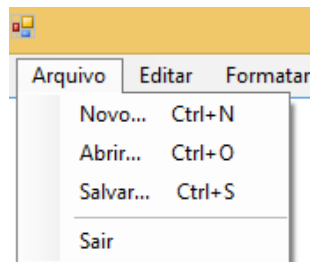 Arquivo Editar Formatar
Novo... Ctrl+N
Abrir... Ctrl+O
Salvar... Ctrl+S
Sair